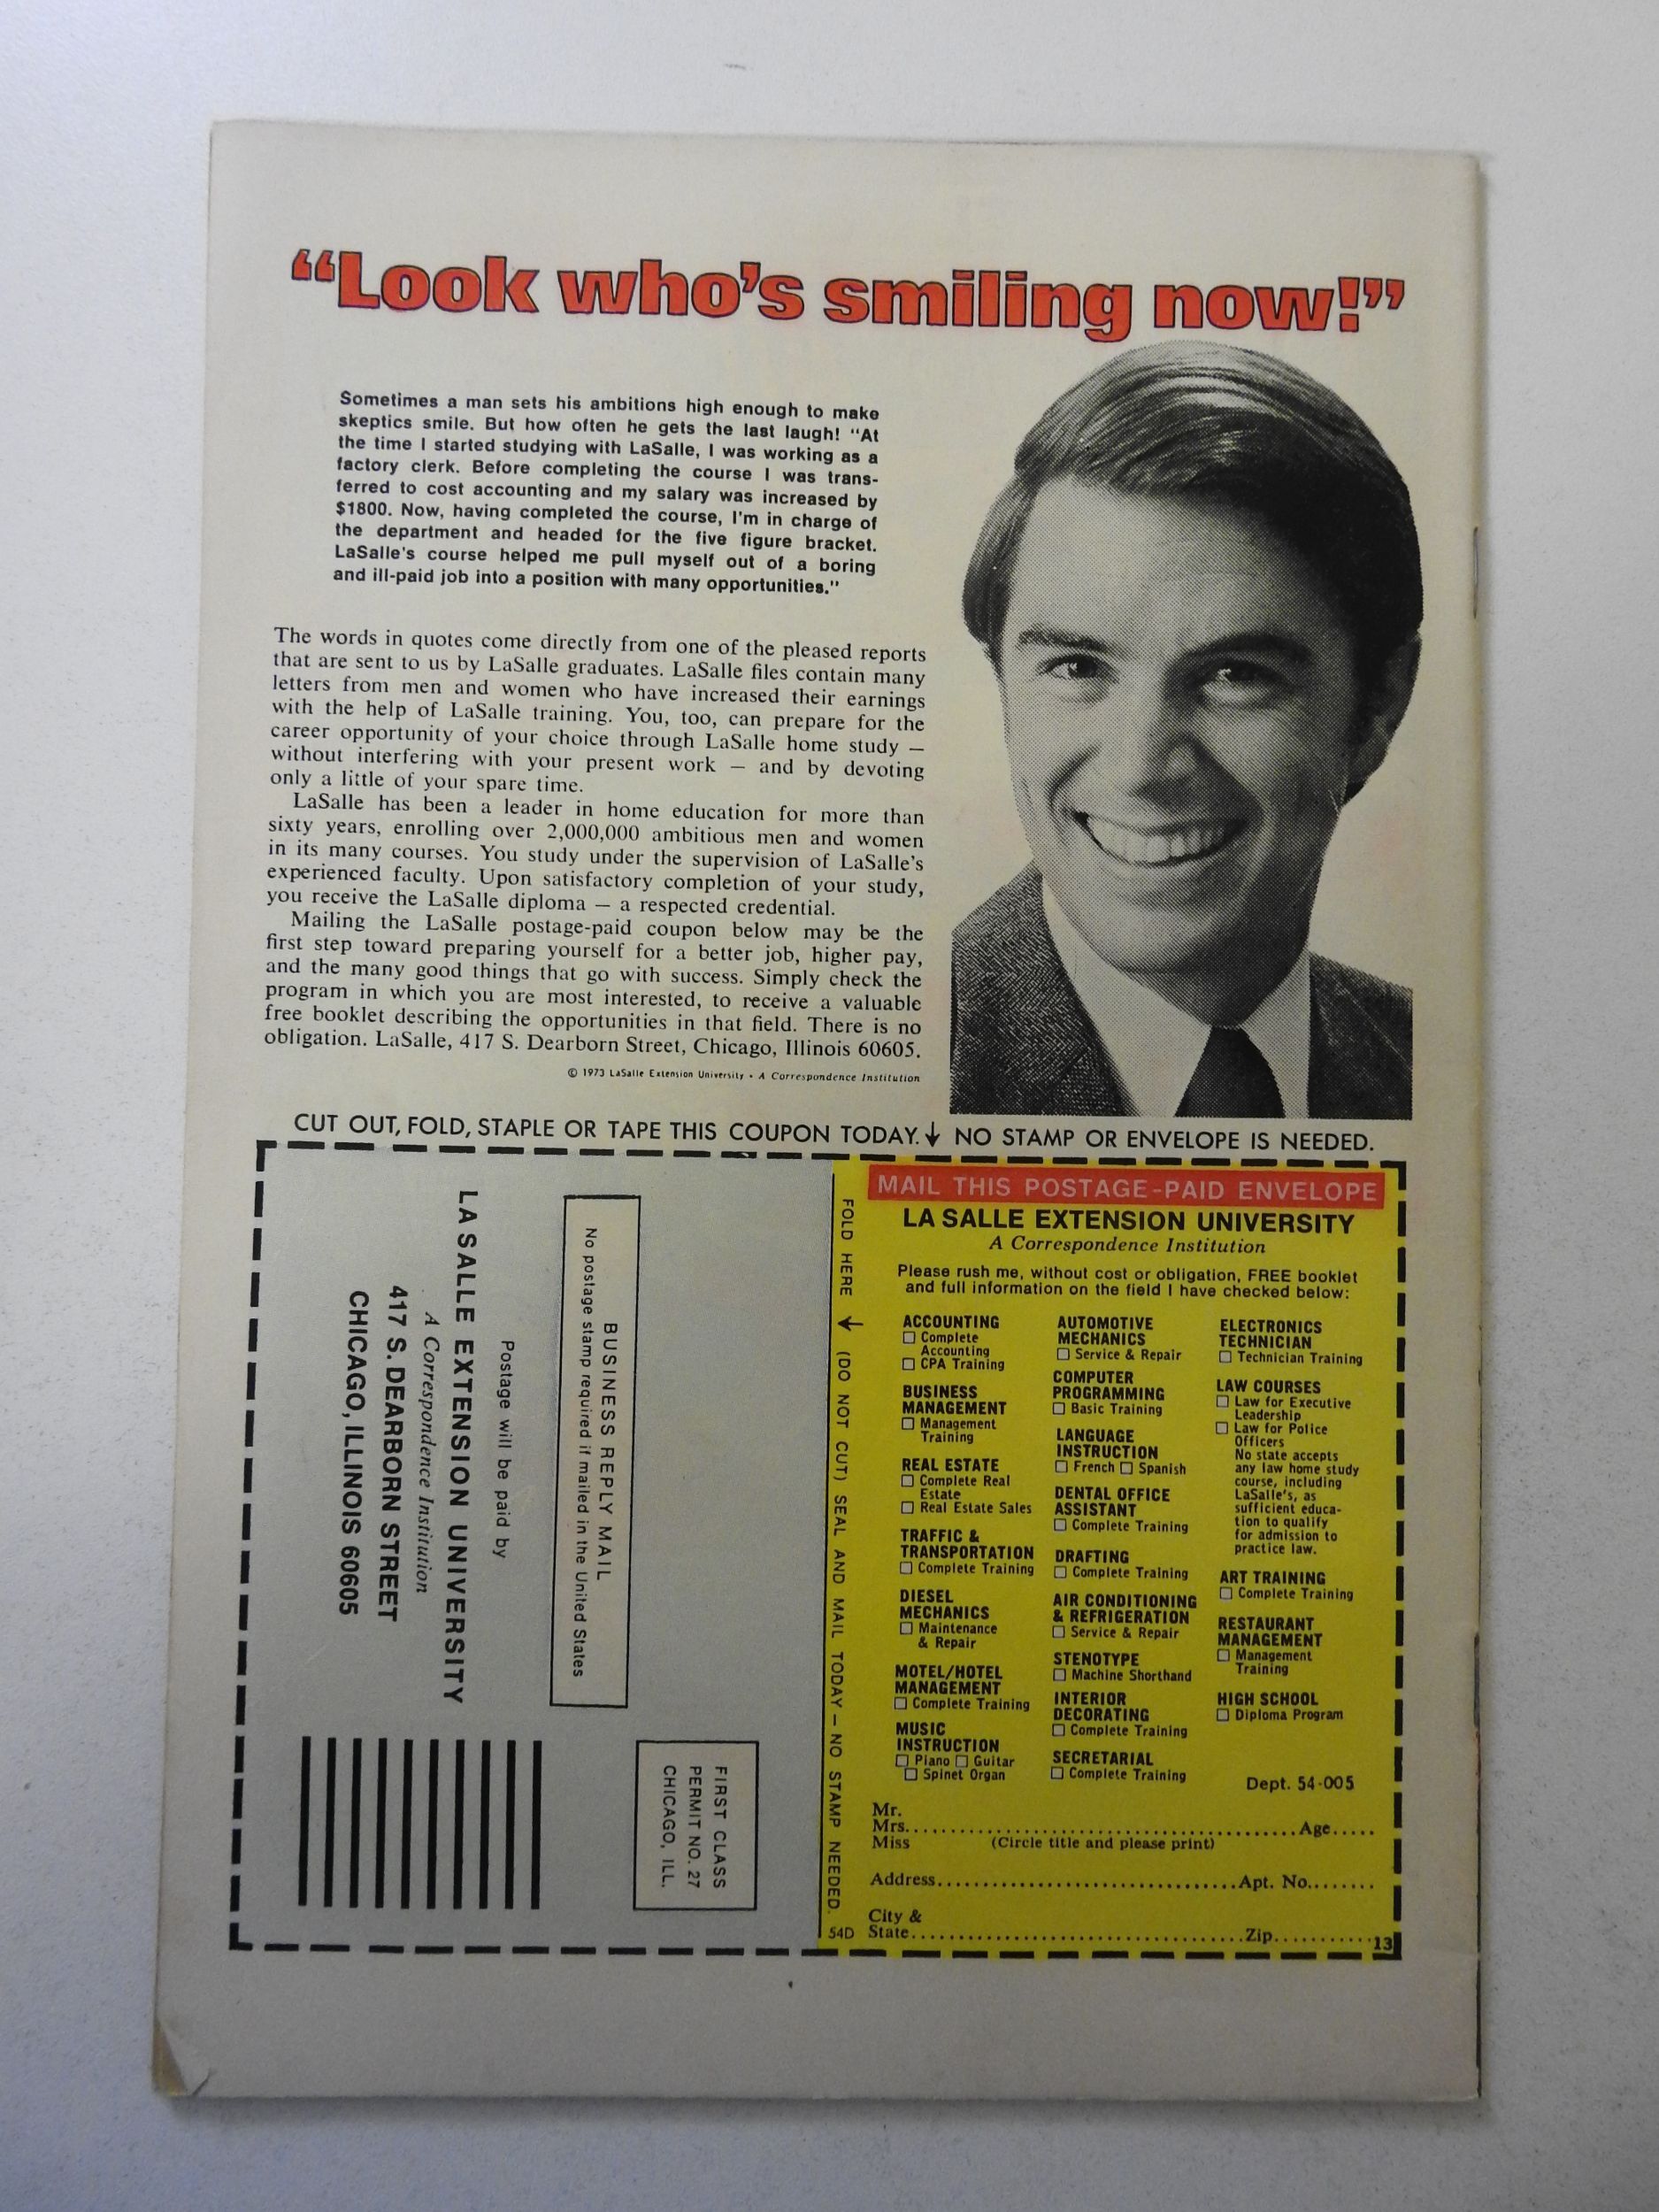 “Look who’s smiling now!”
Sometimes a man sets his ambitions high enough to make
skeptics smile. But how often he gets the last laugh! “At
the time I started studying with LaSalle, I was working as a
factory clerk. Before completing the course I was trans-
ferred to cost accounting and my salary was increased by
$1800. Now, having completed the course, I’m in charge of
the department and headed for the five figure bracket.
LaSalle’s course helped me pull myself out of a boring
and ill-paid job into a position with many opportunities.”
The words in quotes come directly from one of the pleased reports
that are sent to us by LaSalle graduates. LaSalle files contain many
letters from men and women who have increased their earnings
with the help of LaSalle training. You, too, can prepare for the
career opportunity of your choice through LaSalle home study —
without interfering with your present work — and by devoting
only a little of your spare time.
LaSalle has been a leader in home education for more than
sixty years, enrolling over 2,000,000 ambitious men and women
in its many courses. You study under the supervision of LaSalle’s
experienced faculty. Upon satisfactory completion of your study,
you receive the LaSalle diploma — a respected credential.
Mailing the LaSalle postage-paid coupon below may be the
first step toward preparing yourself for a better job, higher pay,
and the many good things that go with success. Simply check the
program in which you are most interested, to receive a valuable
free booklet describing the opportunities in that field. There is no
obligation. LaSalle, 417 S. Dearborn Street, Chicago, Illinois 60605.
© 1973 LaSalle Extension University • A Correspondence Institution
CUT OUT, FOLD, STAPLE OR TAPE THIS COUPON TODAY.↓ NO STAMP OR ENVELOPE IS NEEDED.
FIRST CLASS
PERMIT NO. 27
CHICAGO, ILL.
BUSINESS REPLY MAIL
No postage stamp required if mailed in the United States
Postage will be paid by
LA SALLE EXTENSION UNIVERSITY
A Correspondence Institution
417 S. DEARBORN STREET
CHICAGO, ILLINOIS 60605
FOLD HERE ↓ (DO NOT CUT) SEAL AND MAIL TODAY — NO STAMP NEEDED.
54D
MAIL THIS POSTAGE-PAID ENVELOPE
LA SALLE EXTENSION UNIVERSITY
A Correspondence Institution
Please rush me, without cost or obligation, FREE booklet
and full information on the field I have checked below:
ACCOUNTING
☐ Complete
Accounting
☐ CPA Training
BUSINESS
MANAGEMENT
☐ Management
Training
REAL ESTATE
☐ Complete Real
Estate
☐ Real Estate Sales
TRAFFIC &
TRANSPORTATION
☐ Complete Training
DIESEL
MECHANICS
☐ Maintenance
& Repair
MOTEL/HOTEL
MANAGEMENT
☐ Complete Training
MUSIC
INSTRUCTION
☐ Piano ☐ Guitar
☐ Spinet Organ
AUTOMOTIVE
MECHANICS
☐ Service & Repair
COMPUTER
PROGRAMMING
☐ Basic Training
LANGUAGE
INSTRUCTION
☐ French ☐ Spanish
DENTAL OFFICE
ASSISTANT
☐ Complete Training
DRAFTING
☐ Complete Training
AIR CONDITIONING
& REFRIGERATION
☐ Service & Repair
STENOTYPE
☐ Machine Shorthand
INTERIOR
DECORATING
☐ Complete Training
SECRETARIAL
☐ Complete Training
ELECTRONICS
TECHNICIAN
☐ Technician Training
LAW COURSES
☐ Law for Executive
Leadership
☐ Law for Police
Officers
No state accepts
any law home study
course, including
LaSalle’s, as
sufficient educa-
tion to qualify
for admission to
practice law.
ART TRAINING
☐ Complete Training
RESTAURANT
MANAGEMENT
☐ Management
Training
HIGH SCHOOL
☐ Diploma Program
Dept. 54-005
Mr.
Mrs.............................................Age.....
Miss (Circle title and please print)
Address.................................Apt. No........
City &
State....................................Zip...........13